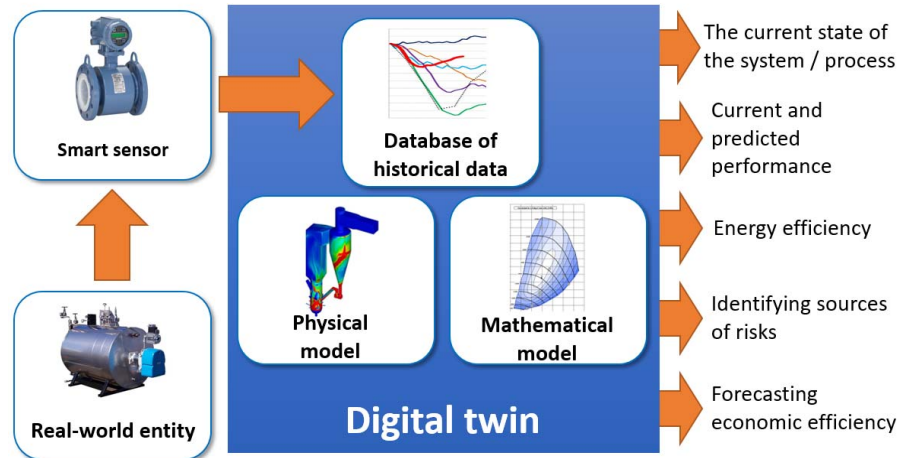 Smart sensor
Real-world entity
Database of
historical data
Physical
model
Mathematical
model
Digital twin
The current state of
the system / process
Current and
predicted
performance
Energy efficiency
Identifying sources
of risks
Forecasting
economic efficiency